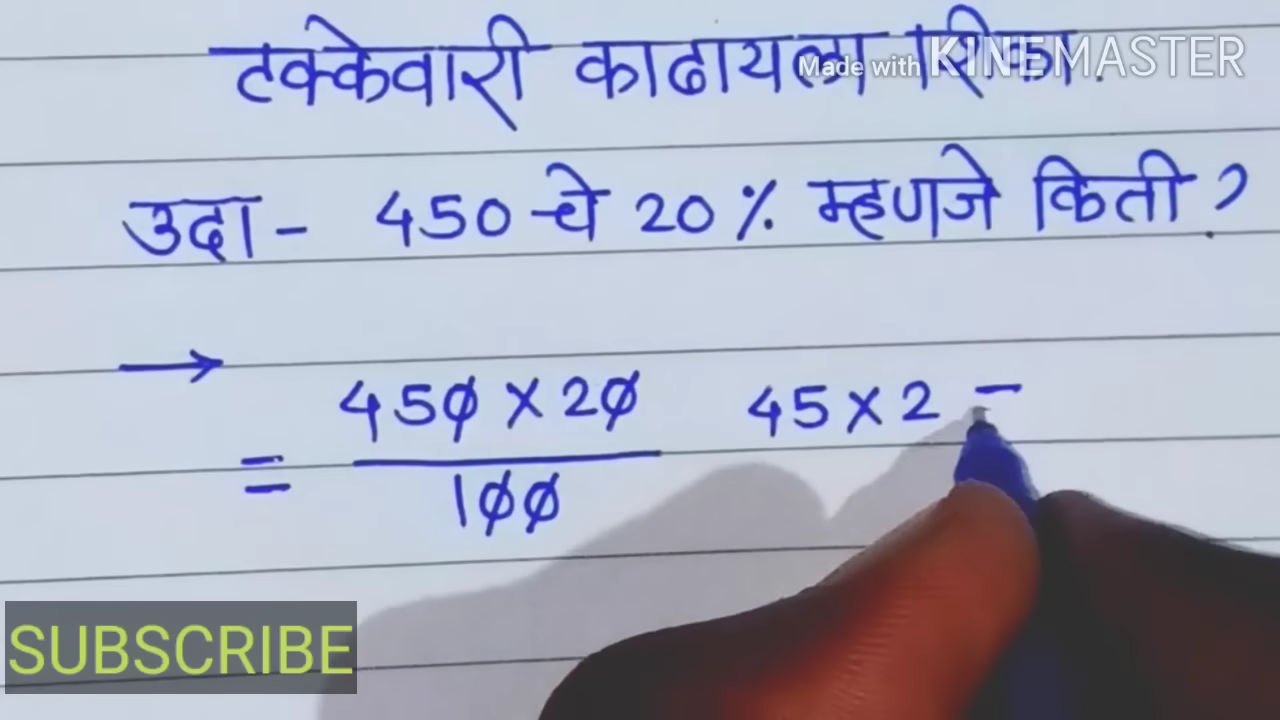 टक्केवारी काढायला
Made with KINEMASTER
उदा - 450 चे 20 % म्हणजे किती ?
→
= 450 × 20 / 100 45 × 2 =
SUBSCRIBE